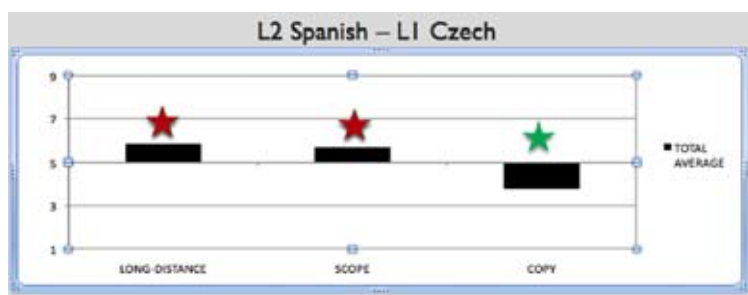 L2 Spanish – L1 Czech
9
7
5
3
1
LONG-DISTANCE SCOPE COPY
TOTAL
AVERAGE